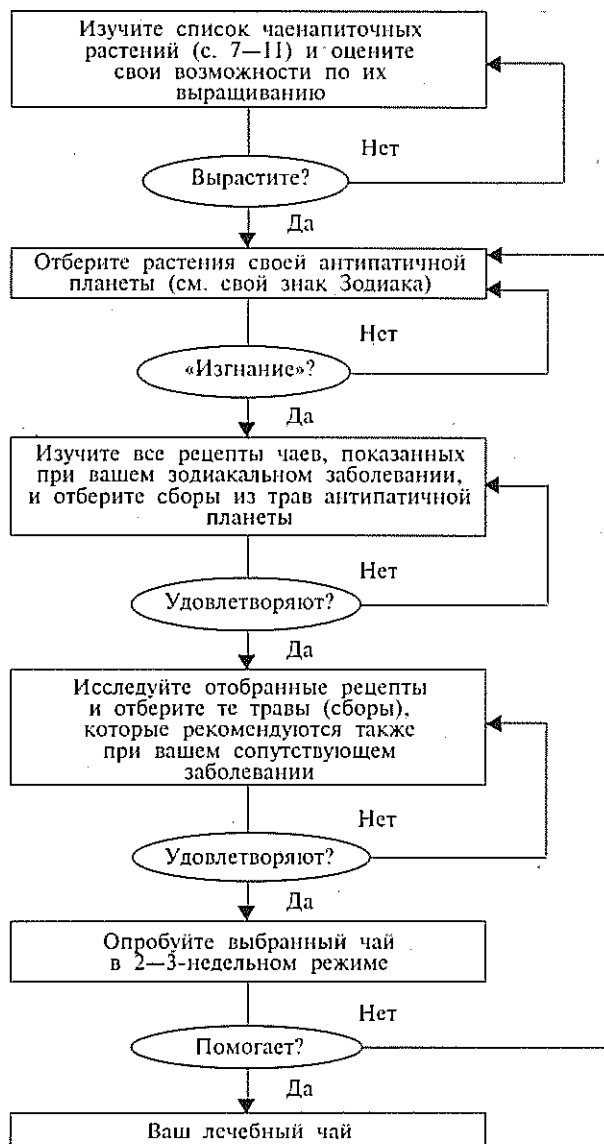 Изучите список чаенапиточных
растений (с. 7—11) и оцените
свои возможности по их
выращиванию
Нет
Вырастите?
Да
Отберите растения своей антипатичной
планеты (см. свой знак Зодиака)
Нет
«Изгнание»?
Да
Изучите все рецепты чаев, показанных
при вашем зодиакальном заболевании,
и отберите сборы из трав антипатичной
планеты
Нет
Удовлетворяют?
Да
Исследуйте отобранные рецепты
и отберите те травы (сборы),
которые рекомендуются также
при вашем сопутствующем
заболевании
Нет
Удовлетворяют?
Да
Опробуйте выбранный чай
в 2—3-недельном режиме
Нет
Помогает?
Да
Ваш лечебный чай